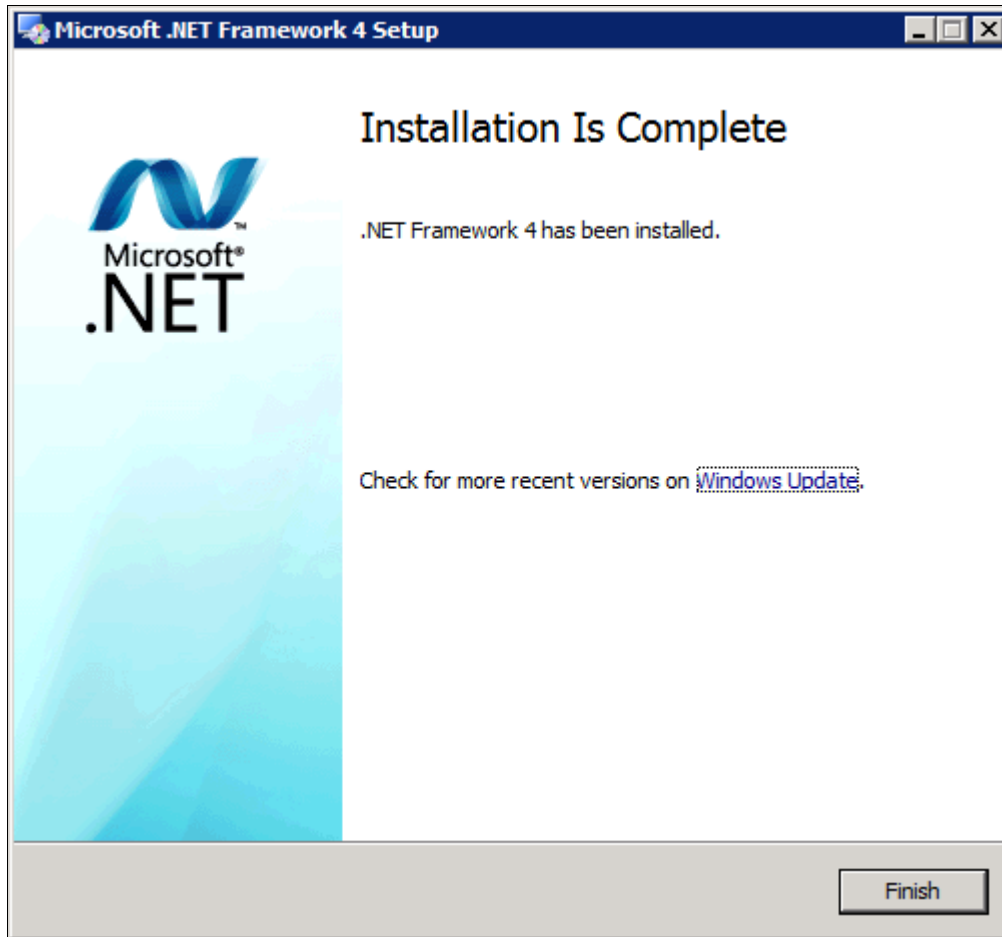 Microsoft .NET Framework 4 Setup
Installation Is Complete
Microsoft®
.NET
™
.NET Framework 4 has been installed.
Check for more recent versions on Windows Update.
Finish